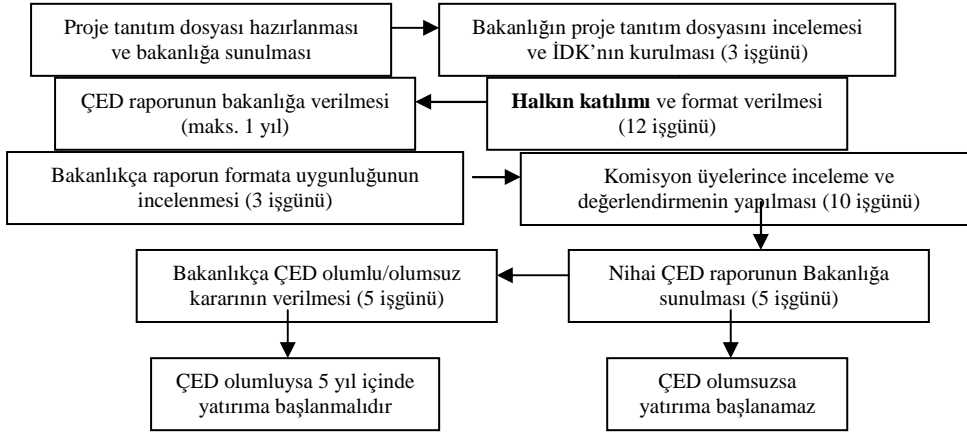 Proje tanıtım dosyası hazırlanması
ve bakanlığa sunulması
Bakanlığın proje tanıtım dosyasını incelemesi
ve İDK’nın kurulması (3 işgünü)
Halkın katılımı ve format verilmesi
(12 işgünü)
ÇED raporunun bakanlığa verilmesi
(maks. 1 yıl)
Bakanlıkça raporun formata uygunluğunun
incelenmesi (3 işgünü)
Komisyon üyelerince inceleme ve
değerlendirmenin yapılması (10 işgünü)
Nihai ÇED raporunun Bakanlığa
sunulması (5 işgünü)
Bakanlıkça ÇED olumlu/olumsuz
kararının verilmesi (5 işgünü)
ÇED olumluysa 5 yıl içinde
yatırıma başlanmalıdır
ÇED olumsuzsa
yatırıma başlanamaz